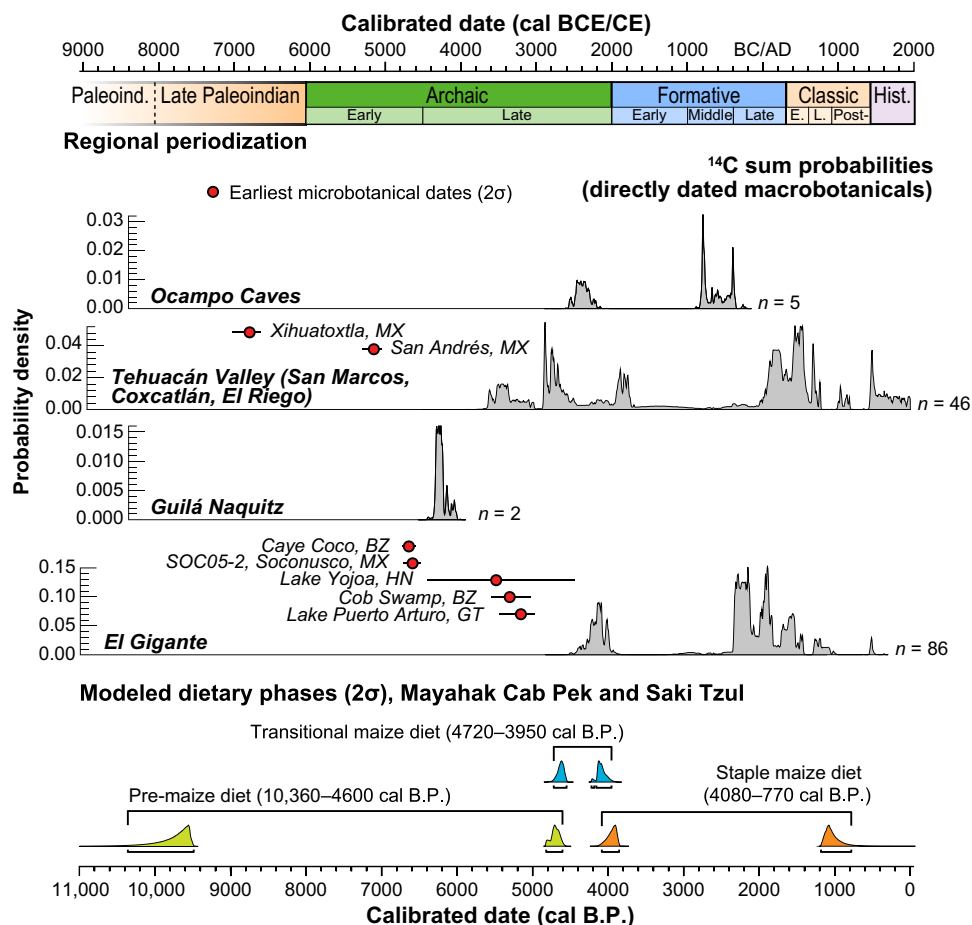 Calibrated date (cal BCE/CE)
9000 8000 7000 6000 5000 4000 3000 2000 1000 BC/AD 1000 2000
Paleoind. Late Paleoindian Archaic Formative Classic Hist.
Early Late Early Middle Late E. L. Post-
Regional periodization
14C sum probabilities
(directly dated macrobotanicals)
Earliest microbotanical dates (2σ)
Probability density
0.03
0.02
0.01
0.00
Ocampo Caves
n = 5
Xihuatoxtla, MX
San Andrés, MX
0.04
0.02
0.00
Tehuacán Valley (San Marcos,
Coxcatlán, El Riego)
n = 46
0.015
0.010
0.005
0.000
Guilá Naquitz
n = 2
Caye Coco, BZ
SOC05-2, Soconusco, MX
Lake Yojoa, HN
Cob Swamp, BZ
Lake Puerto Arturo, GT
0.15
0.10
0.05
0.00
El Gigante
n = 86
Modeled dietary phases (2σ), Mayahak Cab Pek and Saki Tzul
Transitional maize diet (4720–3950 cal B.P.)
Pre-maize diet (10,360–4600 cal B.P.)
Staple maize diet
(4080–770 cal B.P.)
11,000 10,000 9000 8000 7000 6000 5000 4000 3000 2000 1000 0
Calibrated date (cal B.P.)